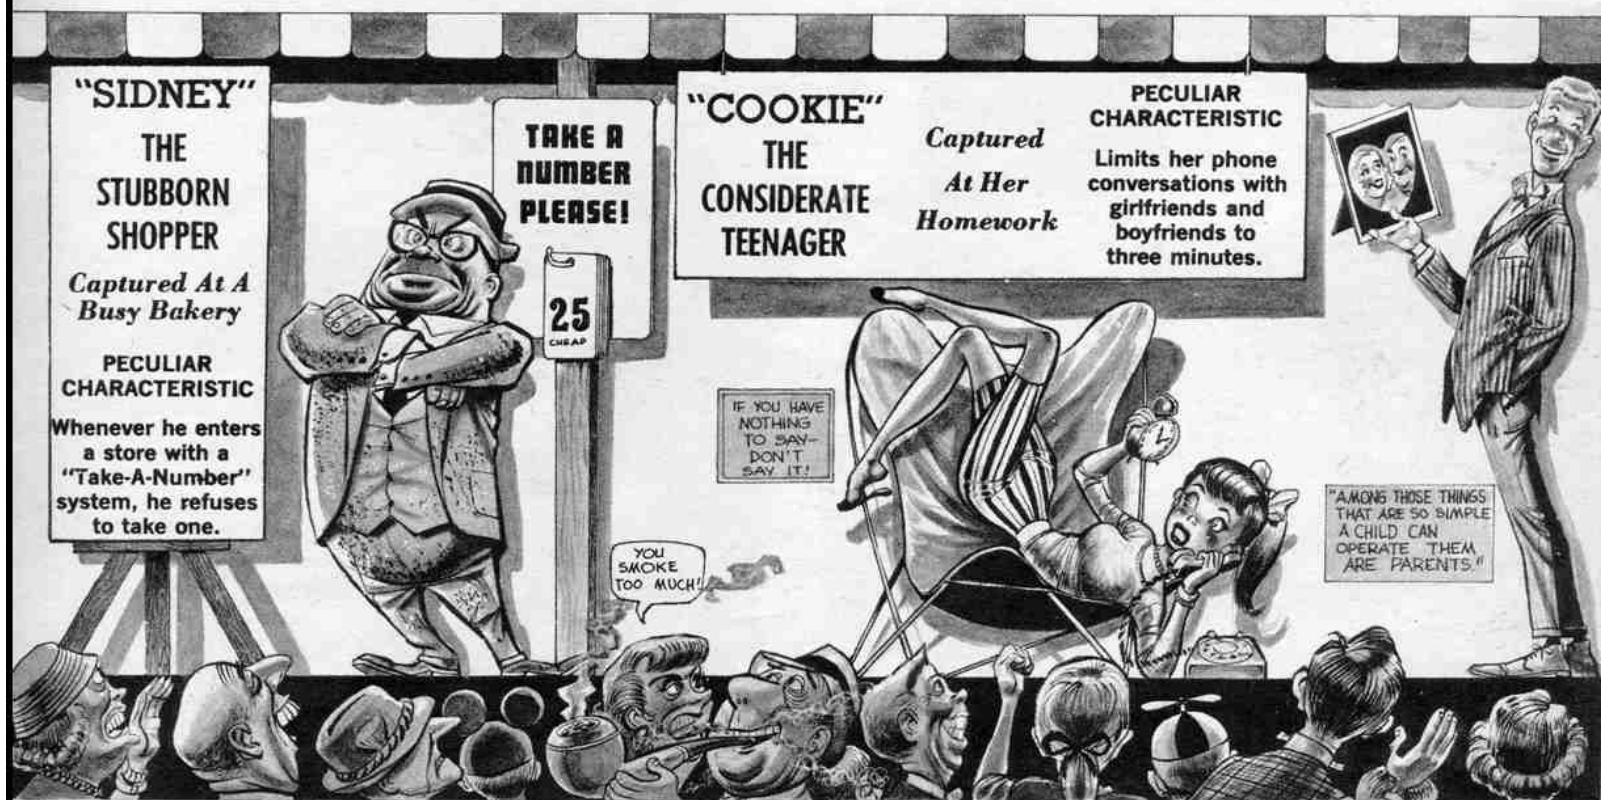 "SIDNEY"
THE
STUBBORN
SHOPPER
Captured At A
Busy Bakery
PECULIAR
CHARACTERISTIC
Whenever he enters
a store with a
"Take-A-Number"
system, he refuses
to take one.
TAKE A
NUMBER
PLEASE!
25
CHEAP
"COOKIE"
THE
CONSIDERATE
TEENAGER
Captured
At Her
Homework
PECULIAR
CHARACTERISTIC
Limits her phone
conversations with
girlfriends and
boyfriends to
three minutes.
IF YOU HAVE
NOTHING
TO SAY—
DON'T
SAY IT!
YOU
SMOKE
TOO MUCH!
"AMONG THOSE THINGS
THAT ARE SO SIMPLE
A CHILD CAN
OPERATE THEM
ARE PARENTS."